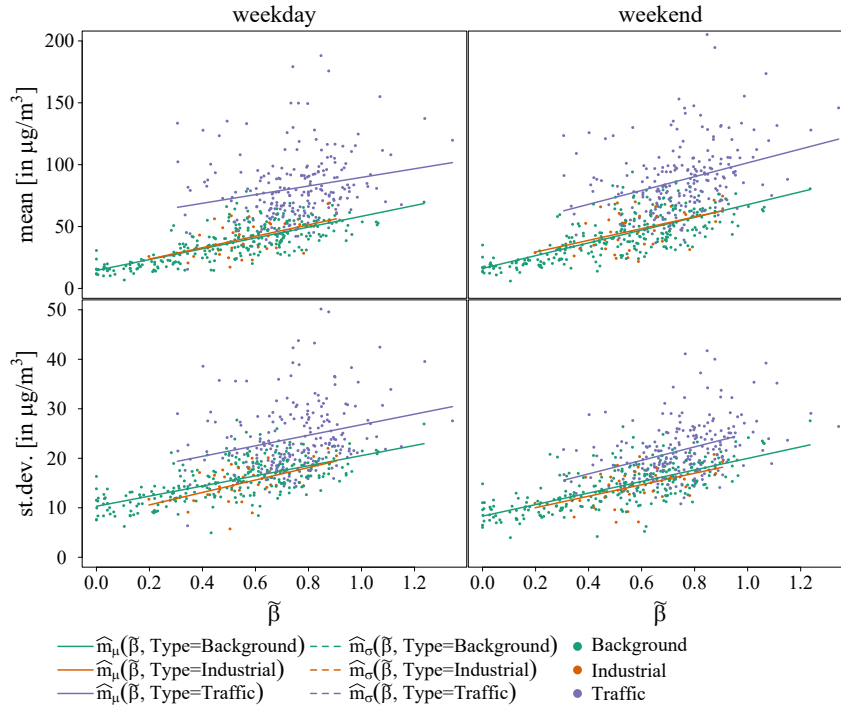 weekday weekend
mean [in µg/m³]
200
150
100
50
0
st.dev. [in µg/m³]
50
40
30
20
10
0
0.0 0.2 0.4 0.6 0.8 1.0 1.2 0.0 0.2 0.4 0.6 0.8 1.0 1.2
β̃ β̃
m̂μ(β̃, Type=Background) m̂σ(β̃, Type=Background) Background
m̂μ(β̃, Type=Industrial) m̂σ(β̃, Type=Industrial) Industrial
m̂μ(β̃, Type=Traffic) m̂σ(β̃, Type=Traffic) Traffic